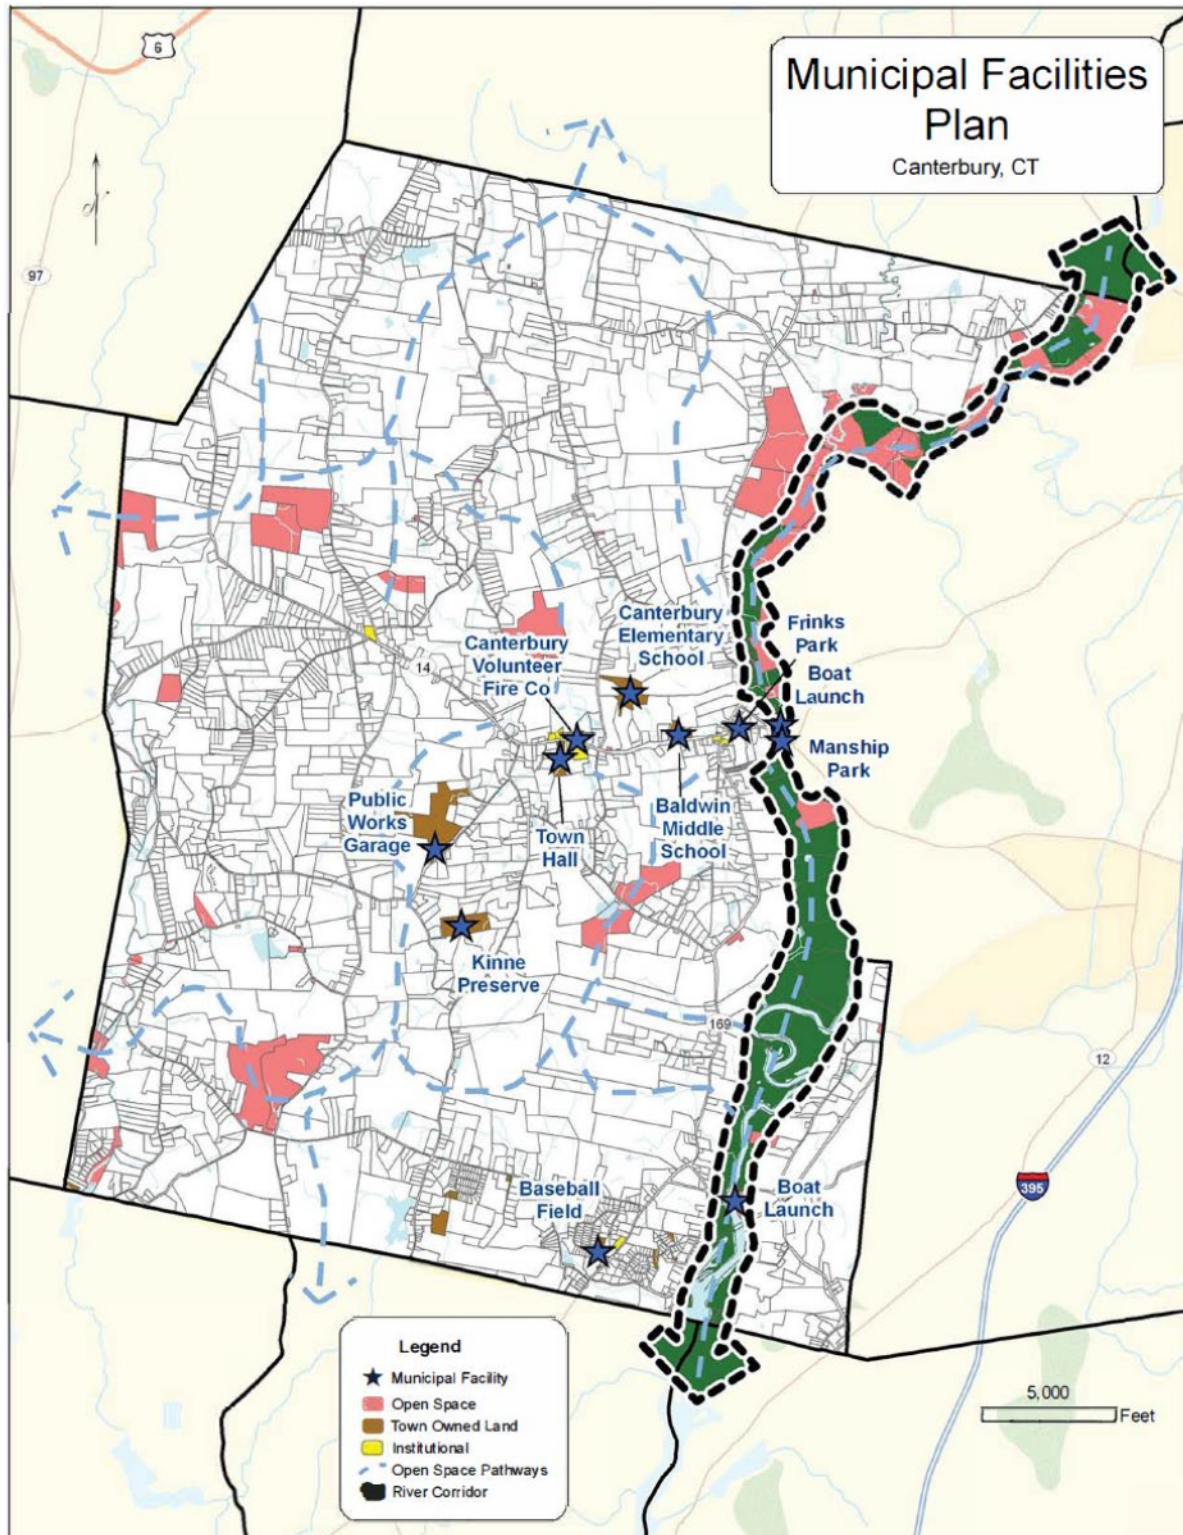 6
Municipal Facilities
Plan
Canterbury, CT
97
Canterbury
Elementary
School
Frinks
Park
Canterbury
Volunteer
Fire Co
14
Boat
Launch
Manship
Park
Public
Works
Garage
Town
Hall
Baldwin
Middle
School
Kinne
Preserve
169
12
395
Baseball
Field
Boat
Launch
Legend
Municipal Facility
Open Space
Town Owned Land
Institutional
Open Space Pathways
River Corridor
5,000
Feet